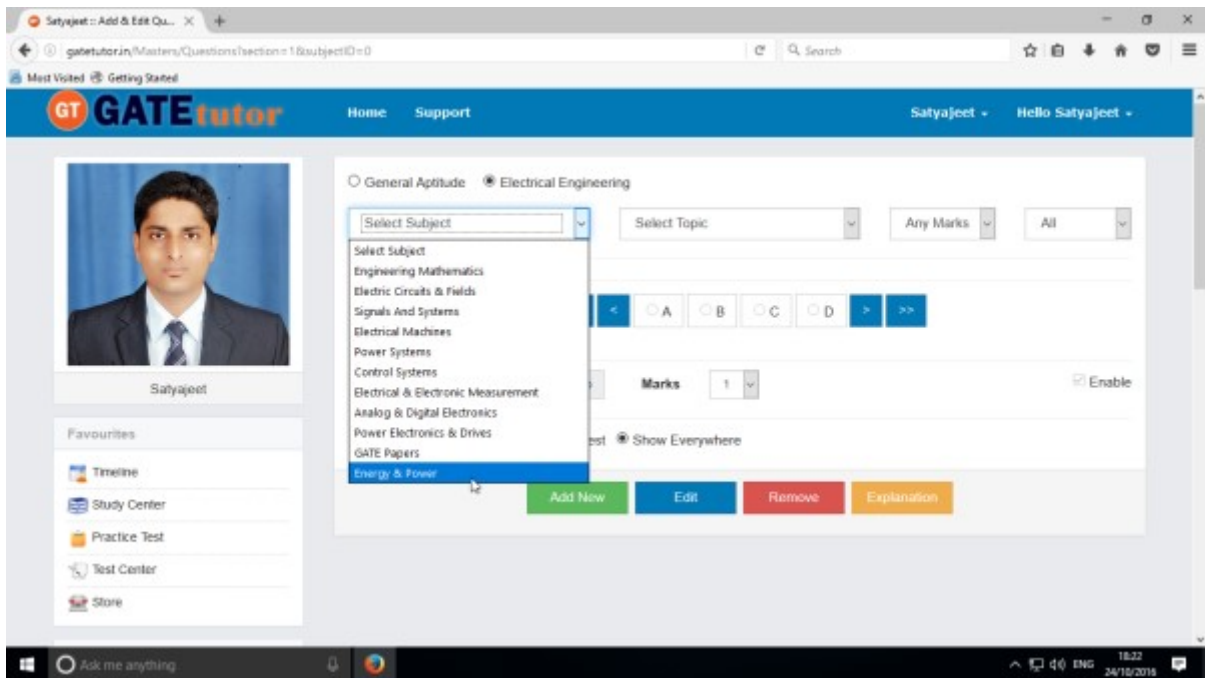 Satyajeet :: Add & Edit Qu...
gatetutor.in/Masters/Questions?section=1&subjectID=0
Search
Most Visited Getting Started
GT GATEtutor Home Support Satyajeet Hello Satyajeet
General Aptitude Electrical Engineering
Select Subject Select Topic Any Marks All
Select Subject
Engineering Mathematics
Electric Circuits & Fields
Signals And Systems
Electrical Machines
Power Systems
Control Systems
Electrical & Electronic Measurement
Analog & Digital Electronics
Power Electronics & Drives
GATE Papers
Energy & Power
< A B C D > >>
Marks 1 Enable
Show Everywhere
Add New Edit Remove Explanation
Satyajeet
Favourites
Timeline
Study Center
Practice Test
Test Center
Store
Ask me anything
ENG 18:22
24/10/2016